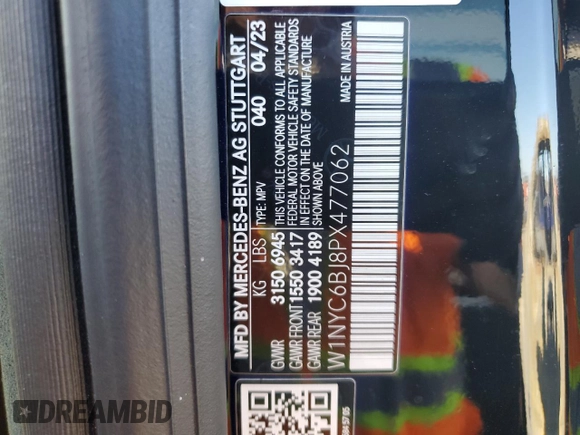 MFD BY MERCEDES-BENZ AG STUTTGART
KG LBS TYPE: MPV 040 04/23
GVWR 3150 6945 THIS VEHICLE CONFORMS TO ALL APPLICABLE
GAWR FRONT 1550 3417 FEDERAL MOTOR VEHICLE SAFETY STANDARDS
IN EFFECT ON THE DATE OF MANUFACTURE
GAWR REAR 1900 4189 SHOWN ABOVE
W1NYC6BJ8PX477062
MADE IN AUSTRIA
DREAMBID